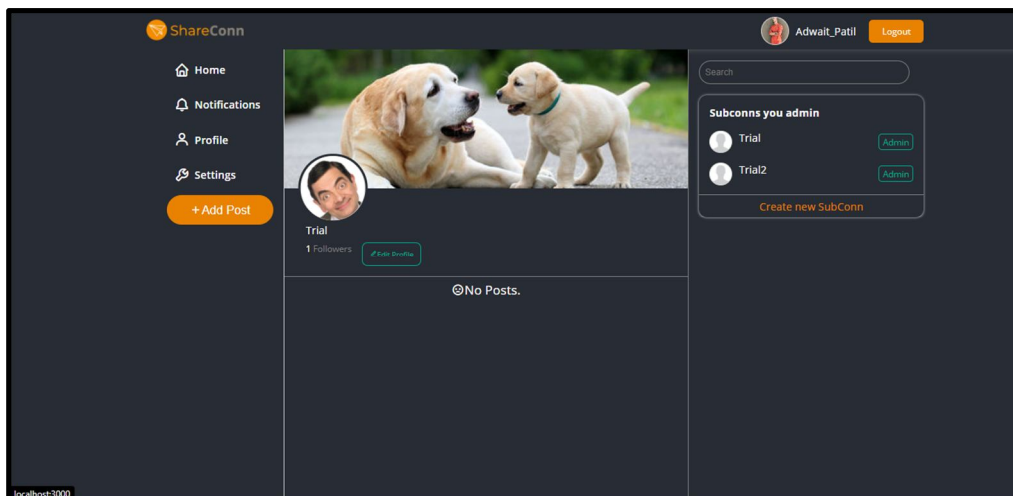 ShareConn
Adwait_Patil
Logout
Home
Notifications
Profile
Settings
+ Add Post
Trial
1 Followers
Edit Profile
No Posts.
Search
Subconns you admin
Trial
Admin
Trial2
Admin
Create new SubConn
localhost:3000